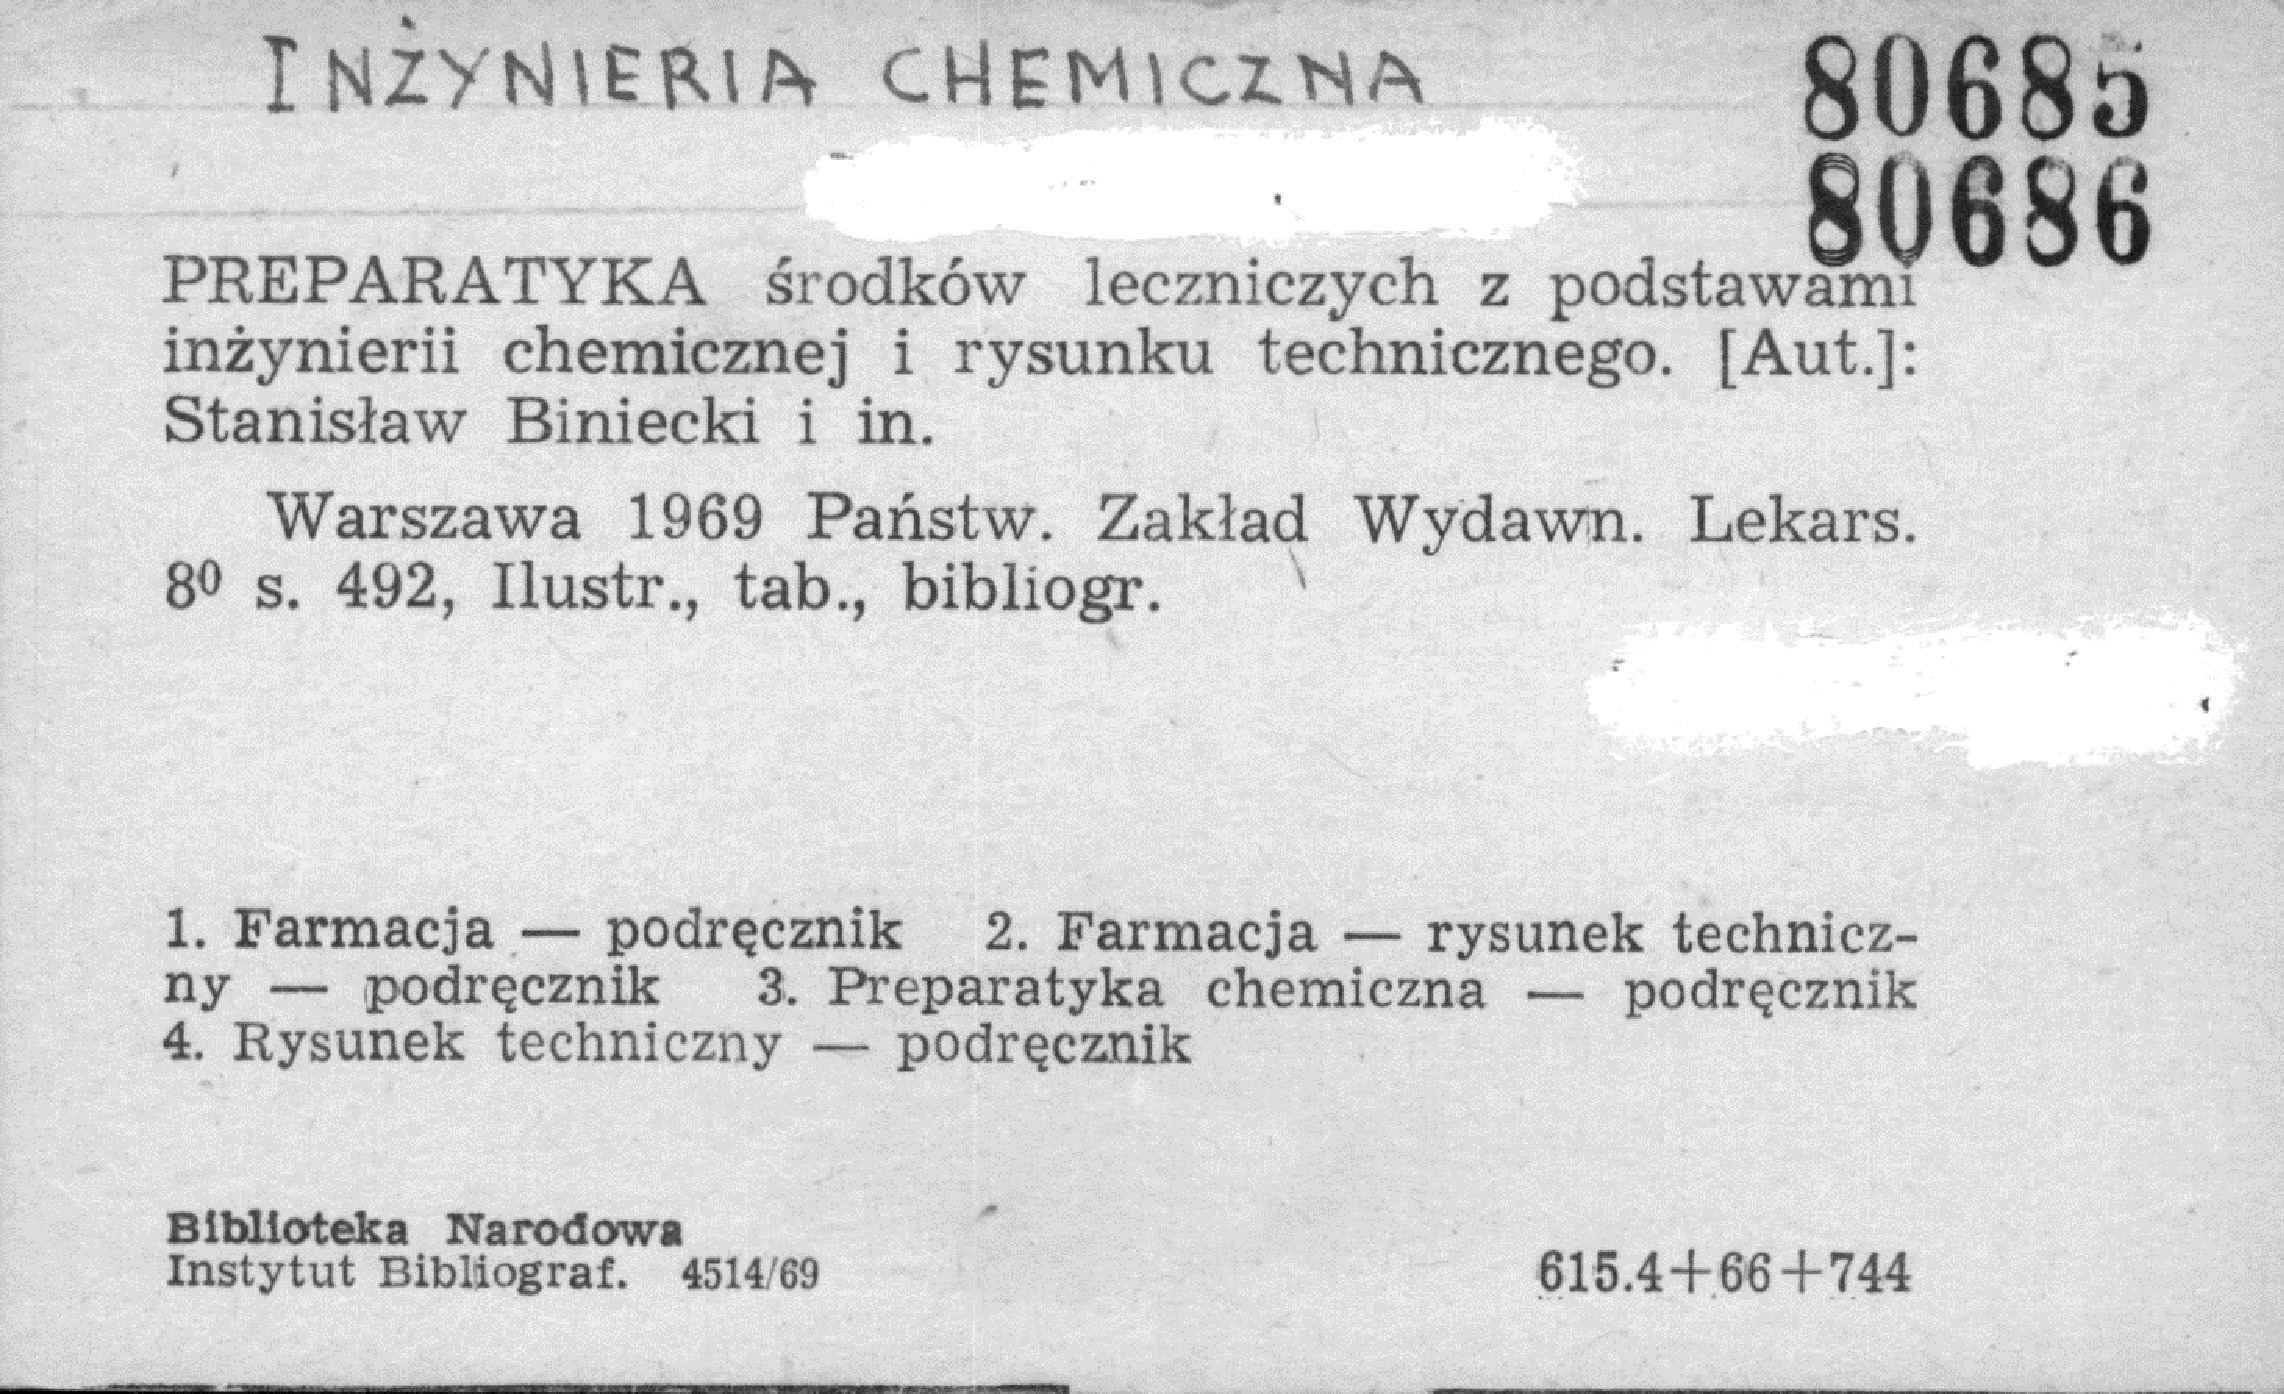 INŻYNIERIA CHEMICZNA
80685
80686
PREPARATYKA środków leczniczych z podstawami
inżynierii chemicznej i rysunku technicznego. [Aut.]:
Stanisław Biniecki i in.
Warszawa 1969 Państw. Zakład Wydawn. Lekars.
8⁰ s. 492, Ilustr., tab., bibliogr.
1. Farmacja — podręcznik 2. Farmacja — rysunek technicz-
ny — podręcznik 3. Preparatyka chemiczna — podręcznik
4. Rysunek techniczny — podręcznik
Biblioteka Narodowa
Instytut Bibliograf. 4514/69
615.4+66+744